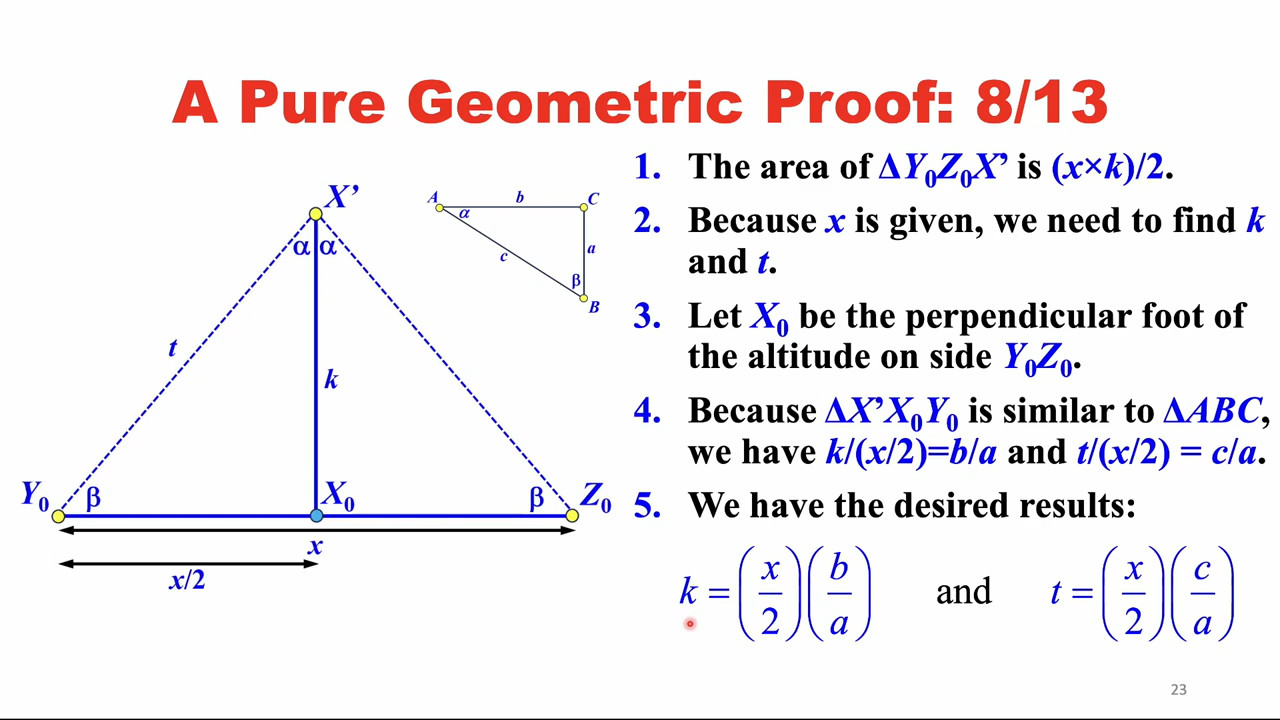 A Pure Geometric Proof: 8/13
1. The area of ΔY₀Z₀X’ is (x×k)/2.
2. Because x is given, we need to find k
and t.
3. Let X₀ be the perpendicular foot of
the altitude on side Y₀Z₀.
4. Because ΔX’X₀Y₀ is similar to ΔABC,
we have k/(x/2)=b/a and t/(x/2) = c/a.
5. We have the desired results:
k = (x/2)(b/a) and t = (x/2)(c/a)
X’
α α
t
k
Y₀ β X₀ β Z₀
x
x/2
A b C
α
c a
β
B
23